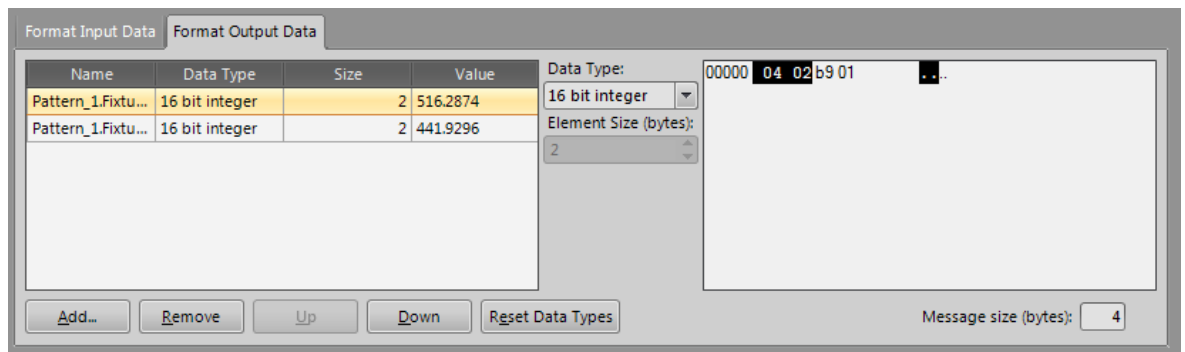 Format Input Data Format Output Data
Name Data Type Size Value
Pattern_1.Fixtu... 16 bit integer 2 516.2874
Pattern_1.Fixtu... 16 bit integer 2 441.9296
Data Type:
16 bit integer
Element Size (bytes):
2
00000 04 02 b9 01 ....
Add... Remove Up Down Reset Data Types
Message size (bytes): 4